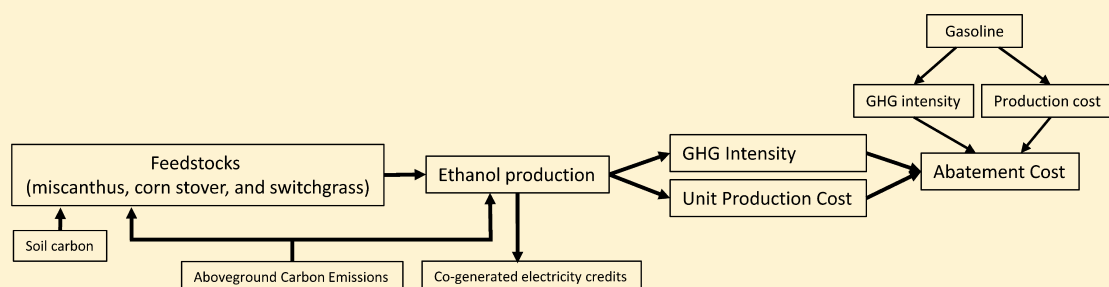 Gasoline
GHG intensity
Production cost
Feedstocks
(miscanthus, corn stover, and switchgrass)
Ethanol production
GHG Intensity
Unit Production Cost
Abatement Cost
Soil carbon
Aboveground Carbon Emissions
Co-generated electricity credits